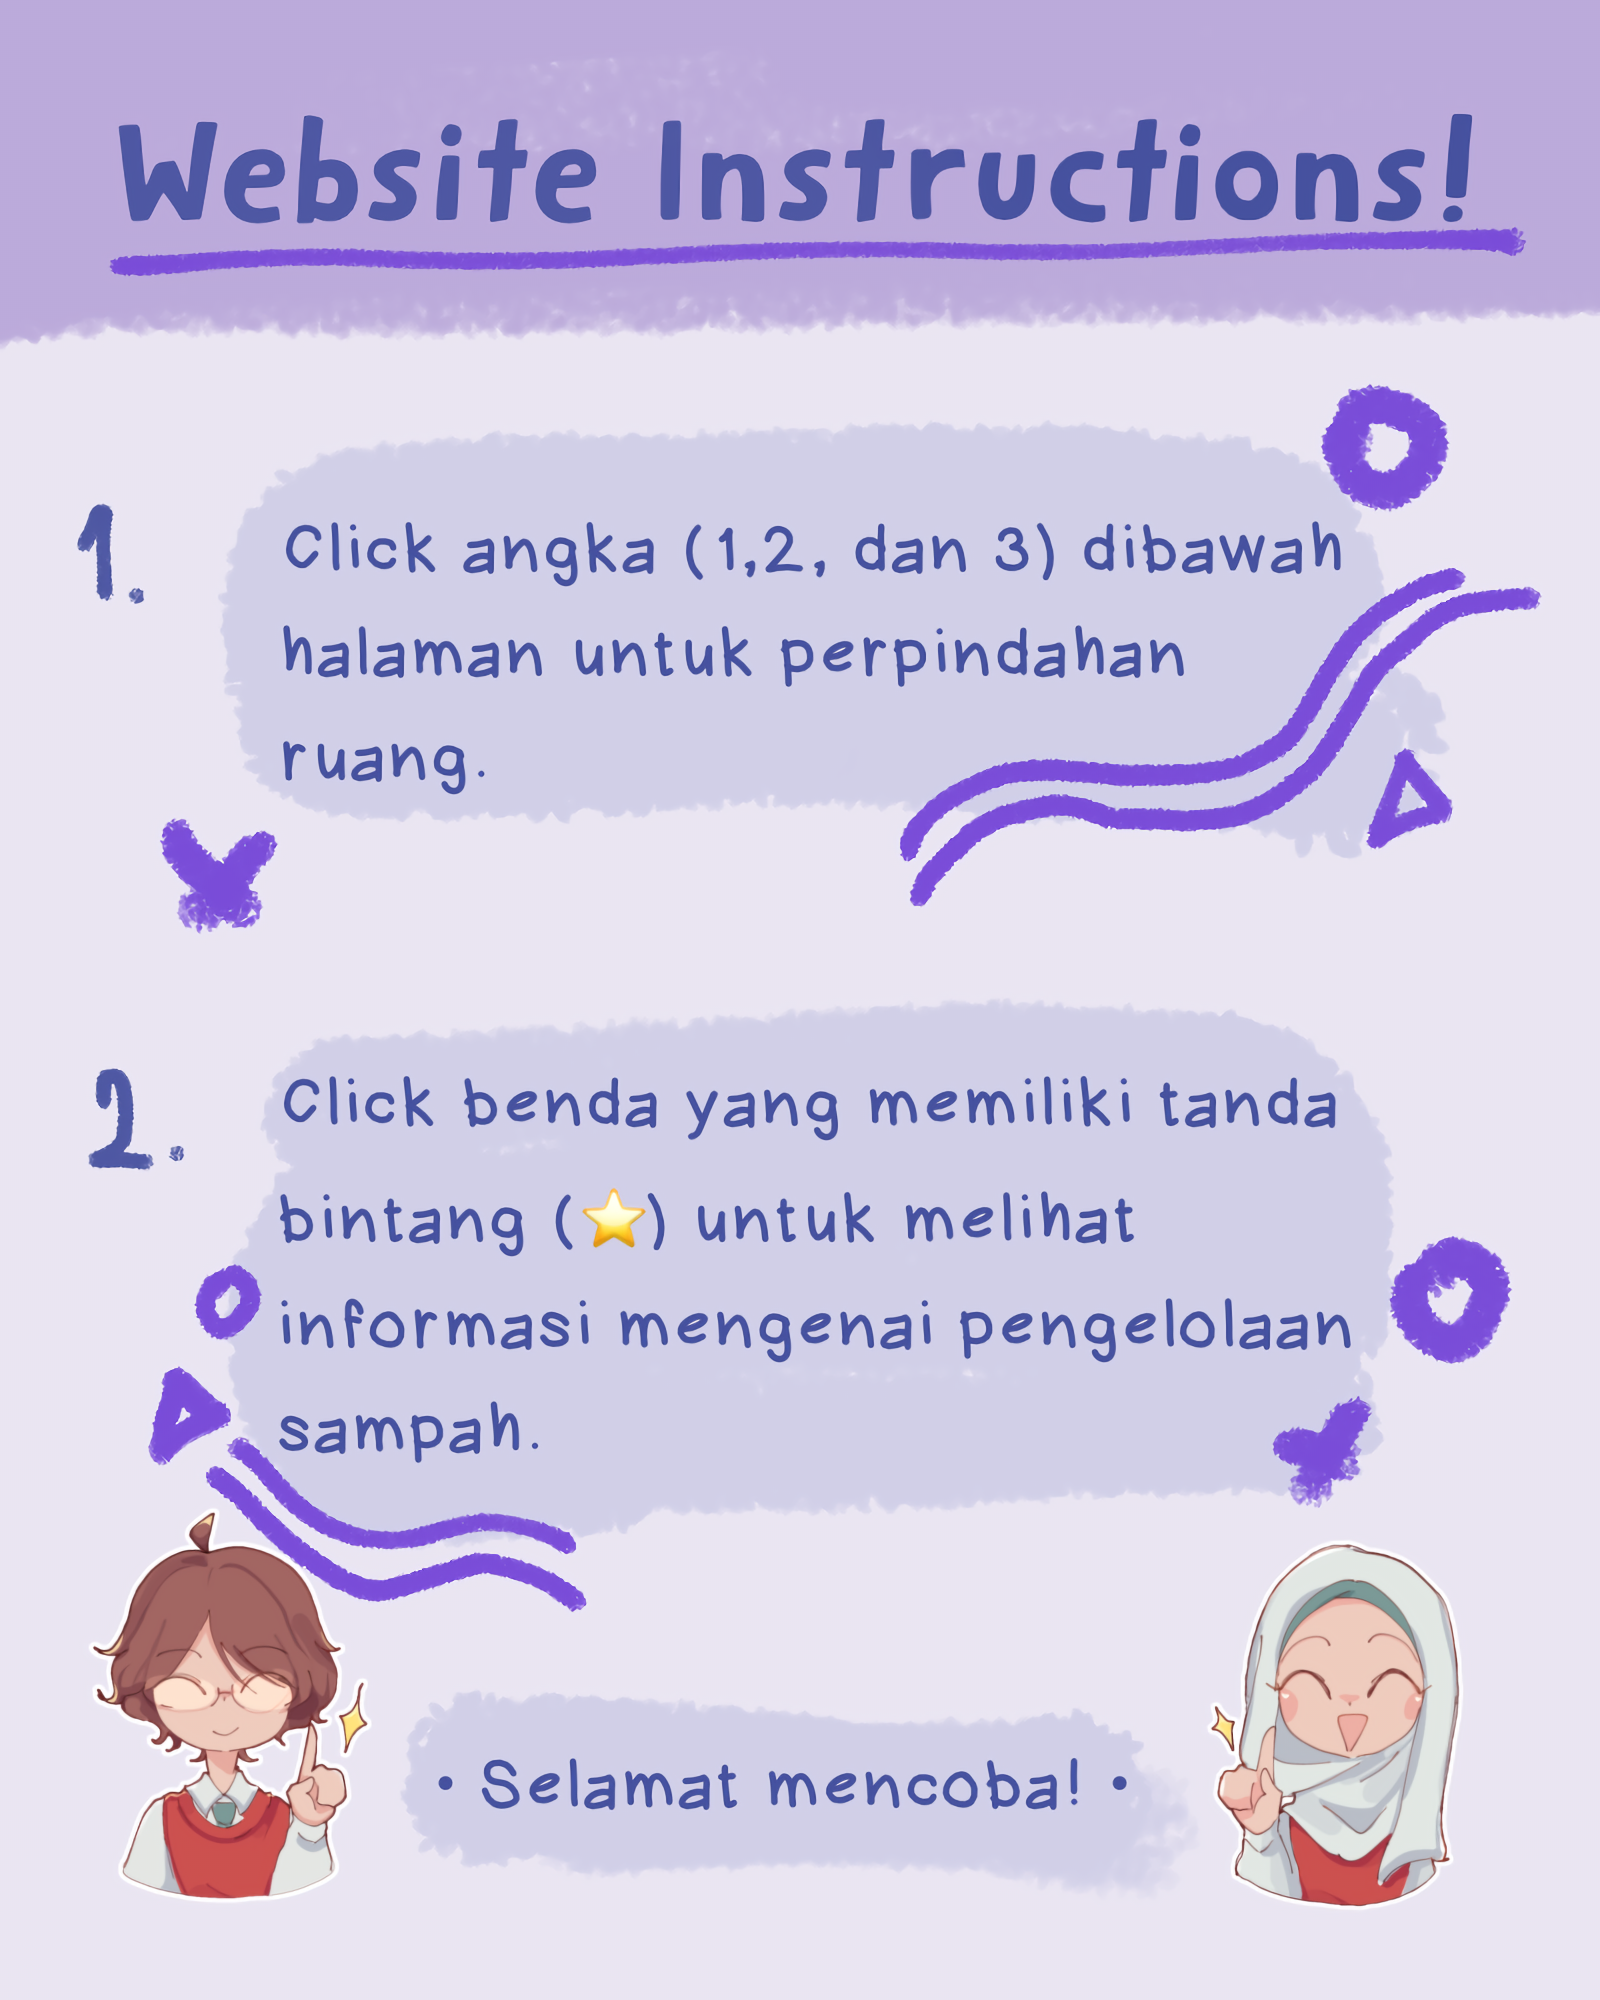 Website Instructions!
1.
Click angka (1,2, dan 3) dibawah
halaman untuk perpindahan
ruang.
2.
Click benda yang memiliki tanda
bintang (⭐) untuk melihat
informasi mengenai pengelolaan
sampah.
• Selamat mencoba! •